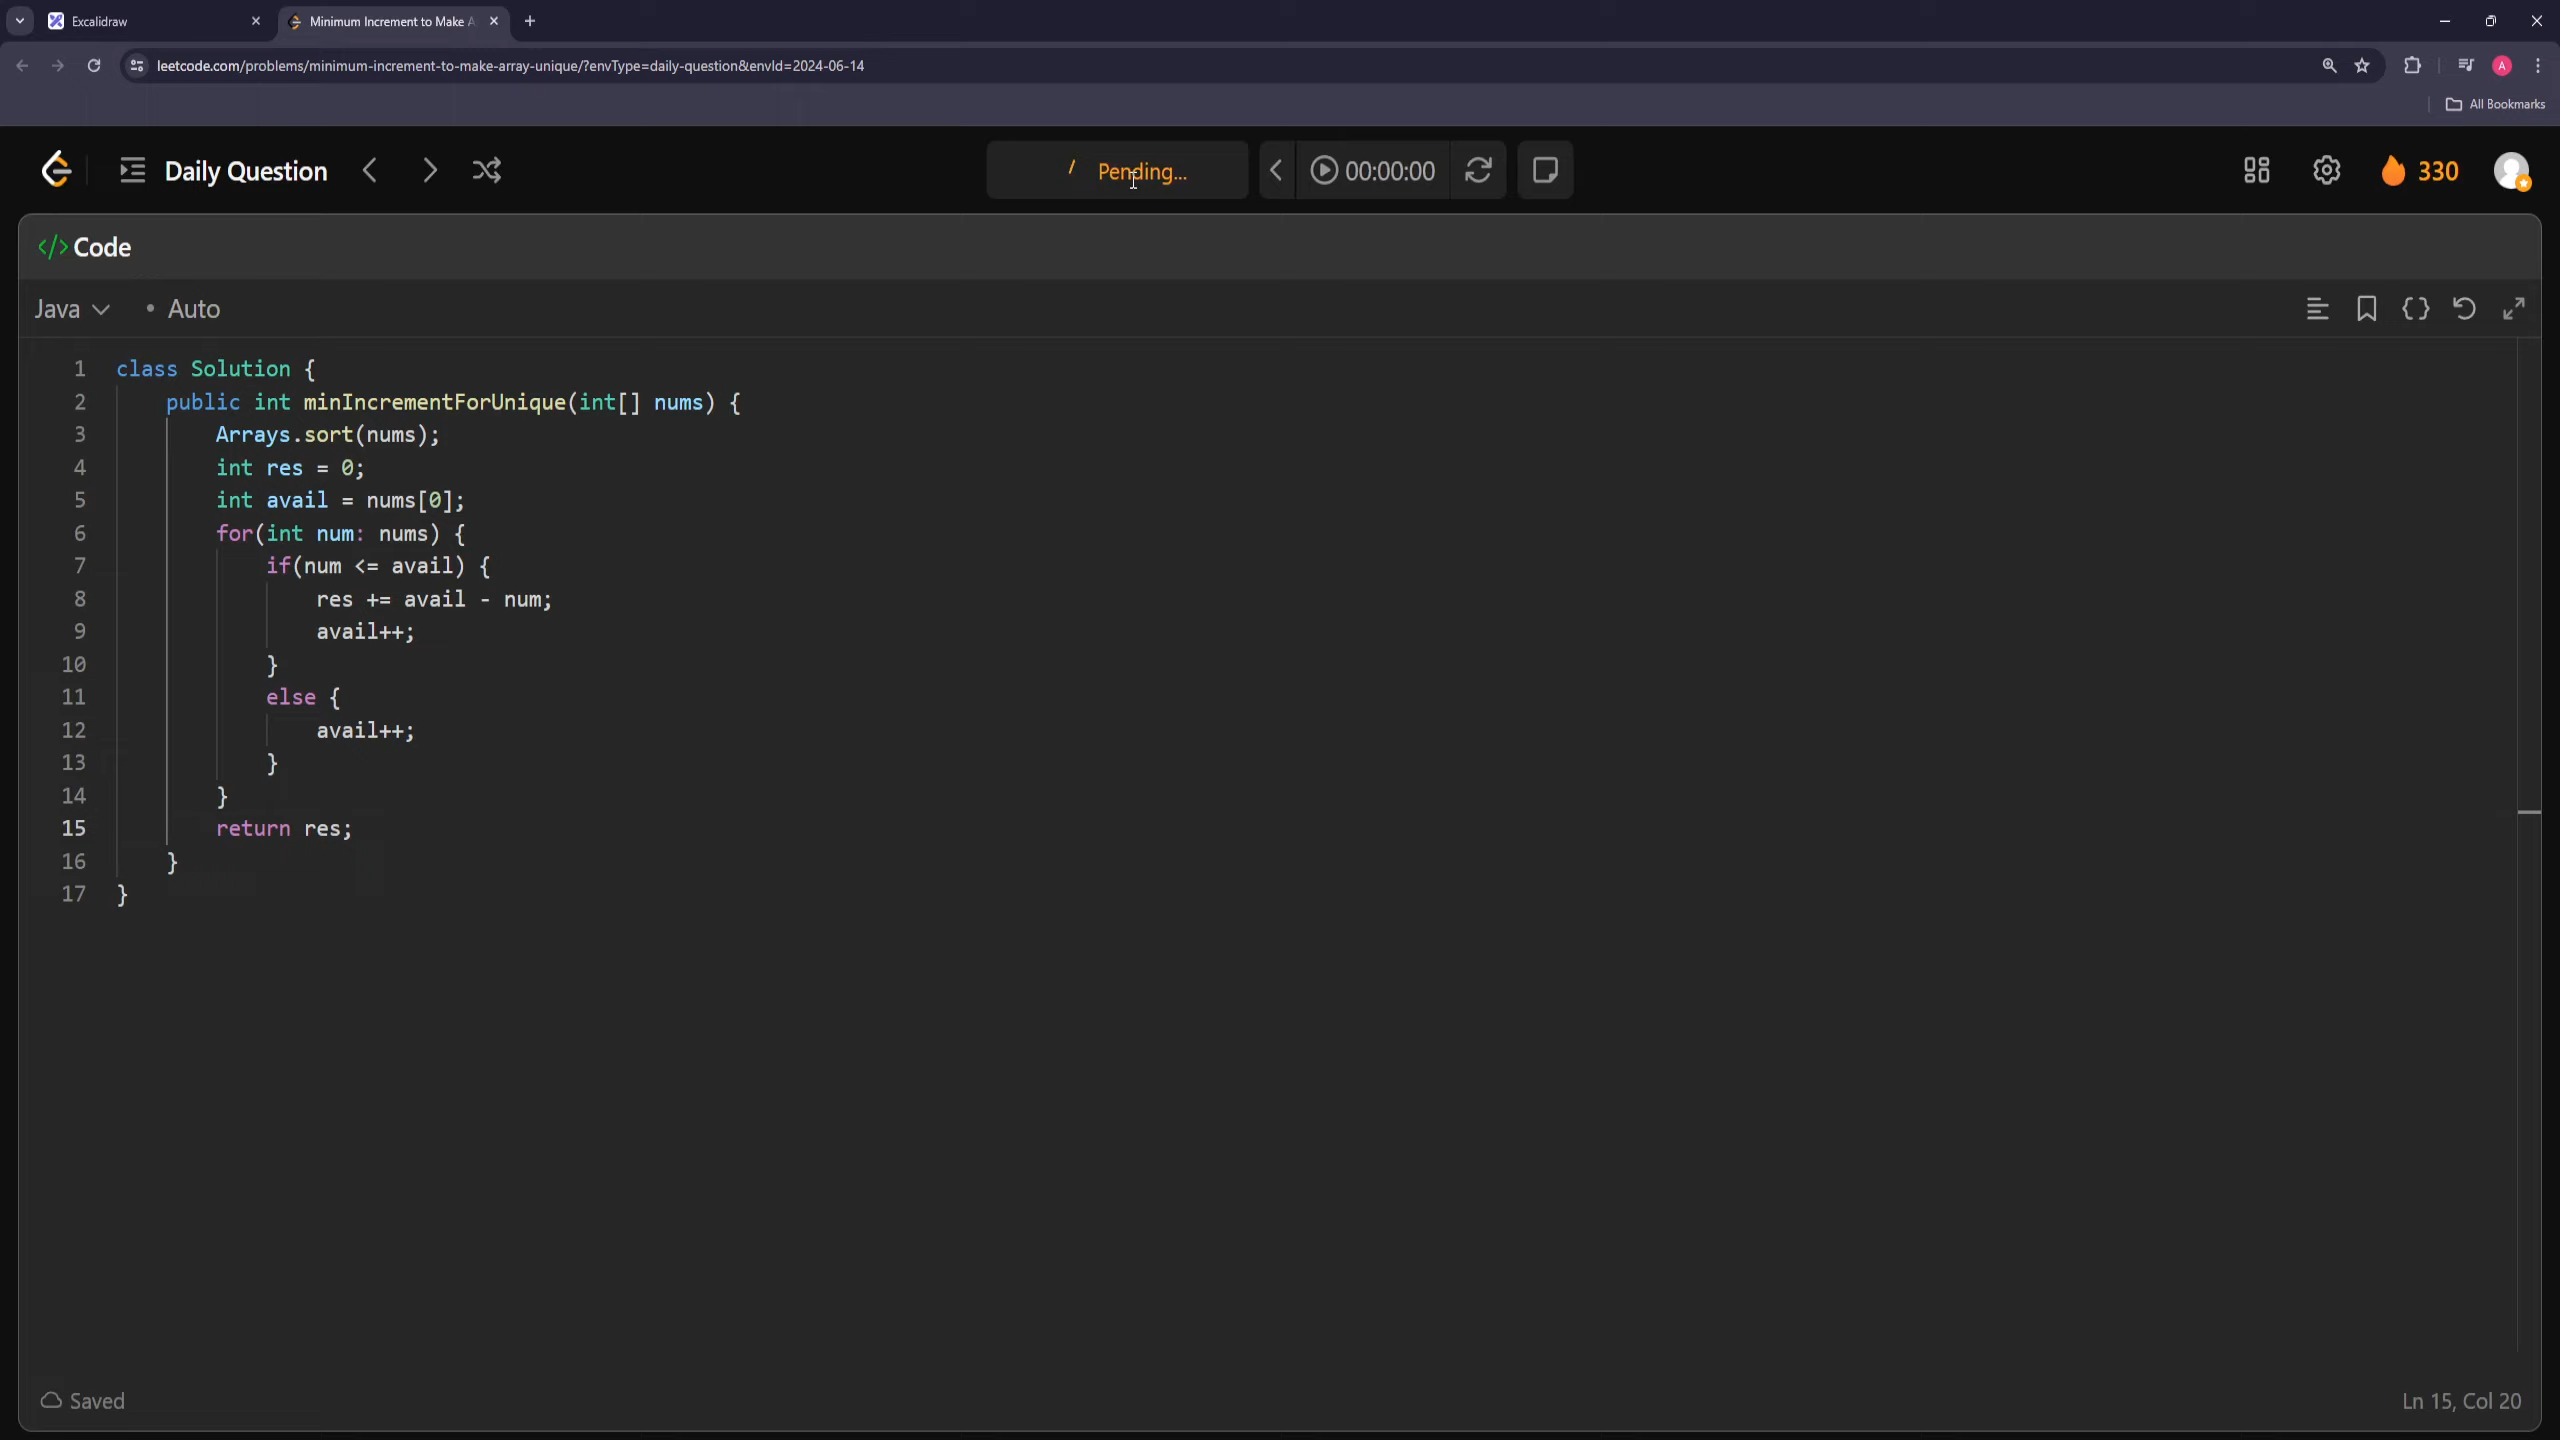 Excalidraw
Minimum Increment to Make A
leetcode.com/problems/minimum-increment-to-make-array-unique/?envType=daily-question&envId=2024-06-14
A
All Bookmarks
Daily Question
Pending...
00:00:00
330
</> Code
Java
• Auto
1 class Solution {
2 public int minIncrementForUnique(int[] nums) {
3 Arrays.sort(nums);
4 int res = 0;
5 int avail = nums[0];
6 for(int num: nums) {
7 if(num <= avail) {
8 res += avail - num;
9 avail++;
10 }
11 else {
12 avail++;
13 }
14 }
15 return res;
16 }
17 }
Saved
Ln 15, Col 20